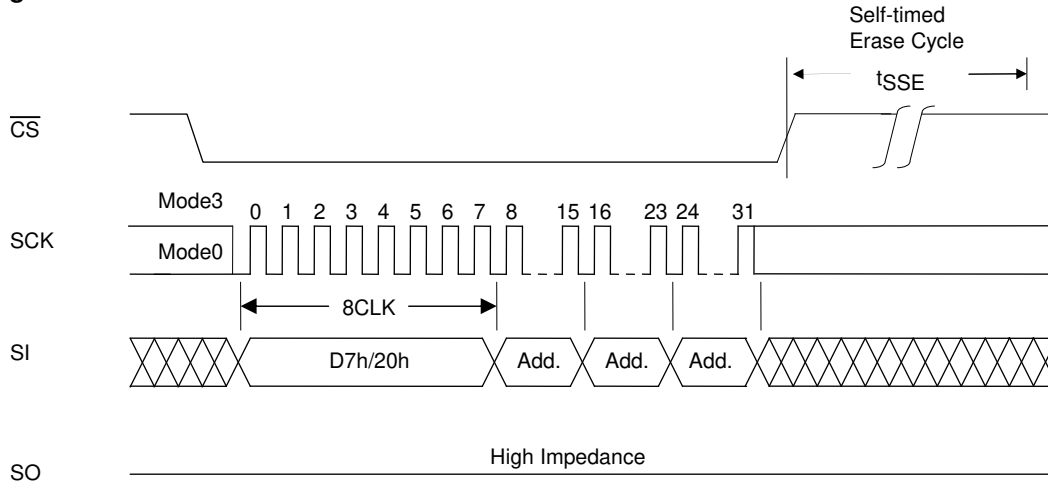 Self-timed
Erase Cycle
tSSE
CS
Mode3
0 1 2 3 4 5 6 7 8 15 16 23 24 31
SCK
Mode0
8CLK
SI
D7h/20h Add. Add. Add.
High Impedance
SO